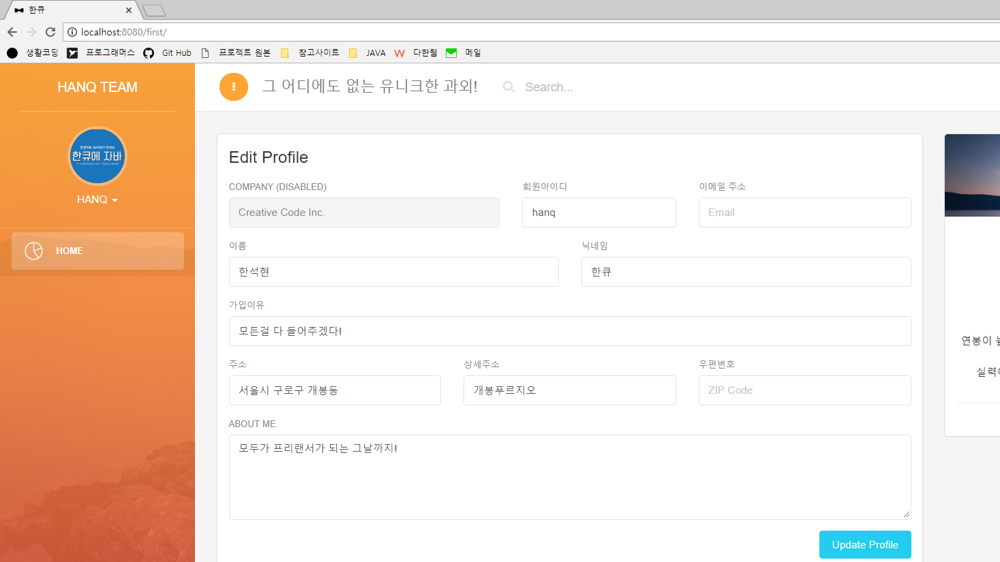 한큐
localhost:8080/first/
생활코딩 프로그래머스 Git Hub 프로젝트 원본 참고사이트 JAVA 다한웹 메일
HANQ TEAM
한큐에 자바
HANQ
HOME
그 어디에도 없는 유니크한 과외! Search...
Edit Profile
COMPANY (DISABLED) 회원아이디 이메일 주소
Creative Code Inc. hanq Email
이름 닉네임
한석현 한큐
가입이유
모든걸 다 들어주겠다!
주소 상세주소 우편번호
서울시 구로구 개봉동 개봉푸르지오 ZIP Code
ABOUT ME
모두가 프리랜서가 되는 그날까지!
Update Profile
연봉이